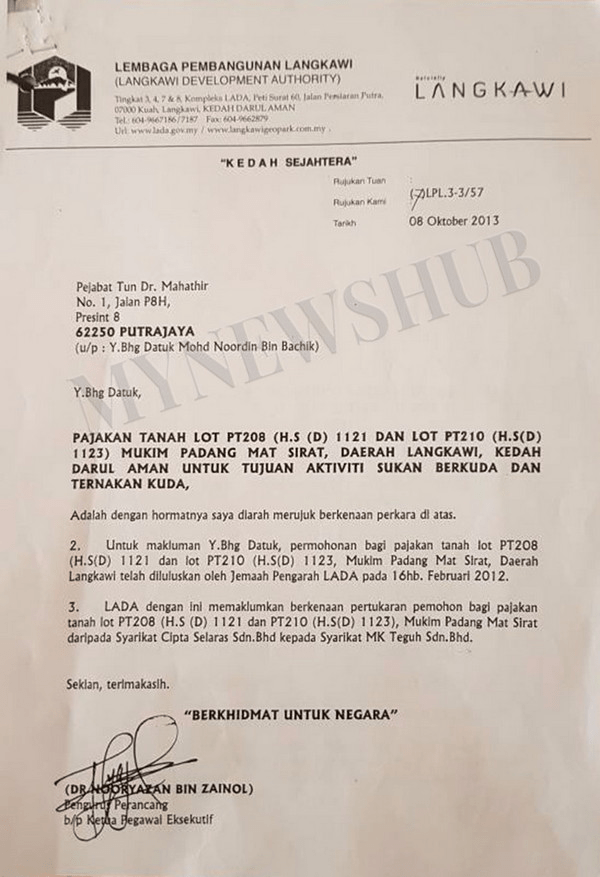 LEMBAGA PEMBANGUNAN LANGKAWI
(LANGKAWI DEVELOPMENT AUTHORITY)
Tingkat 3, 4, 7 & 8, Kompleks LADA, Peti Surat 60, Jalan Persiaran Putra,
07000 Kuah, Langkawi, KEDAH DARUL AMAN
Tel: 604-9667186/7187 Fax: 604-9662879
Url: www.lada.gov.my / www.langkawigeopark.com.my
Naturally
LANGKAWI
"KEDAH SEJAHTERA"
Rujukan Tuan :
Rujukan Kami : (7)LPL.3-3/57
Tarikh 08 Oktober 2013
Pejabat Tun Dr. Mahathir
No. 1, Jalan P8H,
Presint 8
62250 PUTRAJAYA
(u/p : Y.Bhg Datuk Mohd Noordin Bin Bachik)
MYNEWSHUB
Y.Bhg Datuk,
PAJAKAN TANAH LOT PT208 (H.S (D) 1121 DAN LOT PT210 (H.S(D)
1123) MUKIM PADANG MAT SIRAT, DAERAH LANGKAWI, KEDAH
DARUL AMAN UNTUK TUJUAN AKTIVITI SUKAN BERKUDA DAN
TERNAKAN KUDA,
Adalah dengan hormatnya saya diarah merujuk berkenaan perkara di atas.
2. Untuk makluman Y.Bhg Datuk, permohonan bagi pajakan tanah lot PT208
(H.S(D) 1121 dan lot PT210 (H.S(D) 1123, Mukim Padang Mat Sirat, Daerah
Langkawi telah diluluskan oleh Jemaah Pengarah LADA pada 16hb. Februari 2012.
3. LADA dengan ini memaklumkan berkenaan pertukaran pemohon bagi pajakan
tanah lot PT208 (H.S (D) 1121 dan PT210 (H.S(D) 1123), Mukim Padang Mat Sirat
daripada Syarikat Cipta Selaras Sdn.Bhd kepada Syarikat MK Teguh Sdn.Bhd.
Sekian, terimakasih.
"BERKHIDMAT UNTUK NEGARA"
(DR NOORYAZAN BIN ZAINOL)
Pengurus Perancang
b/p Ketua Pegawai Eksekutif